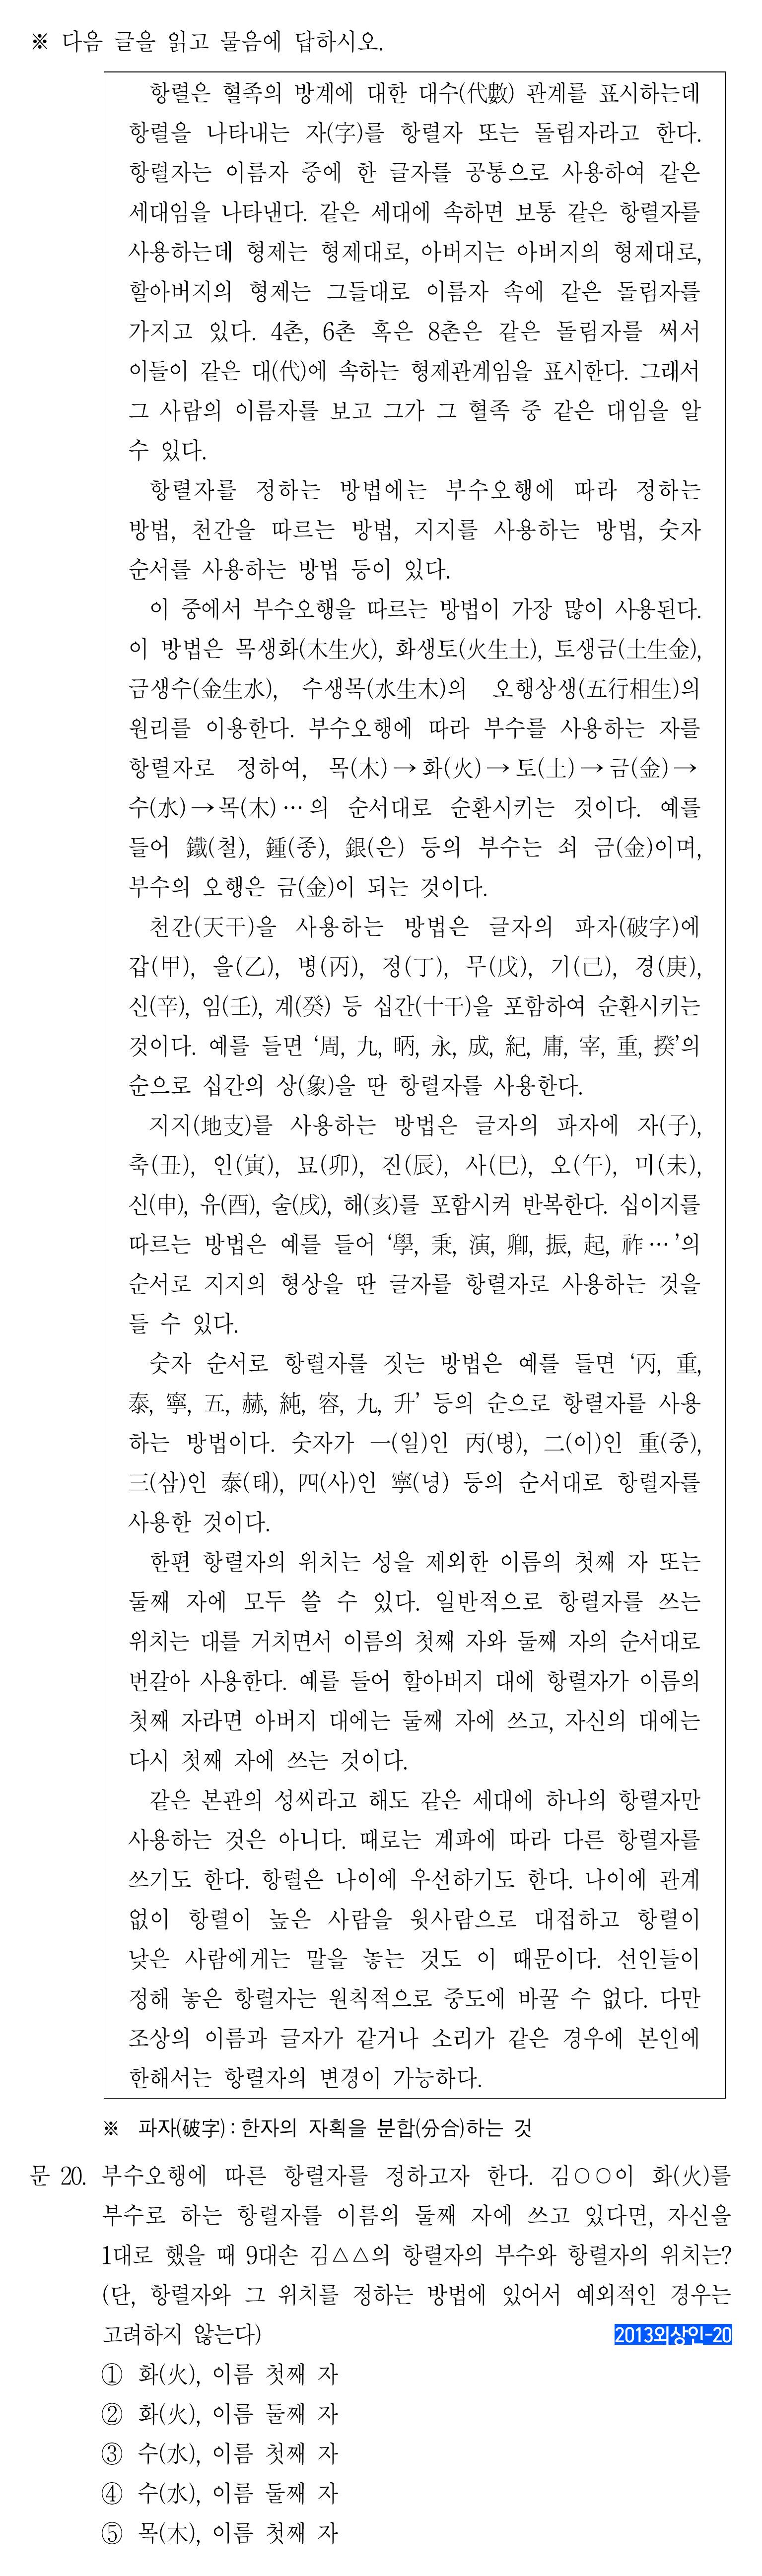 ※ 다음 글을 읽고 물음에 답하시오.
항렬은 혈족의 방계에 대한 대수(代數) 관계를 표시하는데
항렬을 나타내는 자(字)를 항렬자 또는 돌림자라고 한다.
항렬자는 이름자 중에 한 글자를 공통으로 사용하여 같은
세대임을 나타낸다. 같은 세대에 속하면 보통 같은 항렬자를
사용하는데 형제는 형제대로, 아버지는 아버지의 형제대로,
할아버지의 형제는 그들대로 이름자 속에 같은 돌림자를
가지고 있다. 4촌, 6촌 혹은 8촌은 같은 돌림자를 써서
이들이 같은 대(代)에 속하는 형제관계임을 표시한다. 그래서
그 사람의 이름자를 보고 그가 그 혈족 중 같은 대임을 알
수 있다.
항렬자를 정하는 방법에는 부수오행에 따라 정하는
방법, 천간을 따르는 방법, 지지를 사용하는 방법, 숫자
순서를 사용하는 방법 등이 있다.
이 중에서 부수오행을 따르는 방법이 가장 많이 사용된다.
이 방법은 목생화(木生火), 화생토(火生土), 토생금(土生金),
금생수(金生水), 수생목(水生木)의 오행상생(五行相生)의
원리를 이용한다. 부수오행에 따라 부수를 사용하는 자를
항렬자로 정하여, 목(木)→화(火)→토(土)→금(金)→
수(水)→목(木)…의 순서대로 순환시키는 것이다. 예를
들어 鐵(철), 鍾(종), 銀(은) 등의 부수는 쇠 금(金)이며,
부수의 오행은 금(金)이 되는 것이다.
천간(天干)을 사용하는 방법은 글자의 파자(破字)에
갑(甲), 을(乙), 병(丙), 정(丁), 무(戊), 기(己), 경(庚),
신(辛), 임(壬), 계(癸) 등 십간(十干)을 포함하여 순환시키는
것이다. 예를 들면 ‘周, 九, 昞, 永, 成, 紀, 庸, 宰, 重, 揆’의
순으로 십간의 상(象)을 딴 항렬자를 사용한다.
지지(地支)를 사용하는 방법은 글자의 파자에 자(子),
축(丑), 인(寅), 묘(卯), 진(辰), 사(巳), 오(午), 미(未),
신(申), 유(酉), 술(戌), 해(亥)를 포함시켜 반복한다. 십이지를
따르는 방법은 예를 들어 ‘學, 秉, 演, 卿, 振, 起, 祚…’의
순서로 지지의 형상을 딴 글자를 항렬자로 사용하는 것을
들 수 있다.
숫자 순서로 항렬자를 짓는 방법은 예를 들면 ‘丙, 重,
泰, 寧, 五, 赫, 純, 容, 九, 升’ 등의 순으로 항렬자를 사용
하는 방법이다. 숫자가 一(일)인 丙(병), 二(이)인 重(중),
三(삼)인 泰(태), 四(사)인 寧(녕) 등의 순서대로 항렬자를
사용한 것이다.
한편 항렬자의 위치는 성을 제외한 이름의 첫째 자 또는
둘째 자에 모두 쓸 수 있다. 일반적으로 항렬자를 쓰는
위치는 대를 거치면서 이름의 첫째 자와 둘째 자의 순서대로
번갈아 사용한다. 예를 들어 할아버지 대에 항렬자가 이름의
첫째 자라면 아버지 대에는 둘째 자에 쓰고, 자신의 대에는
다시 첫째 자에 쓰는 것이다.
같은 본관의 성씨라고 해도 같은 세대에 하나의 항렬자만
사용하는 것은 아니다. 때로는 계파에 따라 다른 항렬자를
쓰기도 한다. 항렬은 나이에 우선하기도 한다. 나이에 관계
없이 항렬이 높은 사람을 윗사람으로 대접하고 항렬이
낮은 사람에게는 말을 놓는 것도 이 때문이다. 선인들이
정해 놓은 항렬자는 원칙적으로 중도에 바꿀 수 없다. 다만
조상의 이름과 글자가 같거나 소리가 같은 경우에 본인에
한해서는 항렬자의 변경이 가능하다.
※ 파자(破字) : 한자의 자획을 분합(分合)하는 것
문 20. 부수오행에 따른 항렬자를 정하고자 한다. 김○○이 화(火)를
부수로 하는 항렬자를 이름의 둘째 자에 쓰고 있다면, 자신을
1대로 했을 때 9대손 김△△의 항렬자의 부수와 항렬자의 위치는?
(단, 항렬자와 그 위치를 정하는 방법에 있어서 예외적인 경우는
고려하지 않는다) 2013외상인-20
① 화(火), 이름 첫째 자
② 화(火), 이름 둘째 자
③ 수(水), 이름 첫째 자
④ 수(水), 이름 둘째 자
⑤ 목(木), 이름 첫째 자